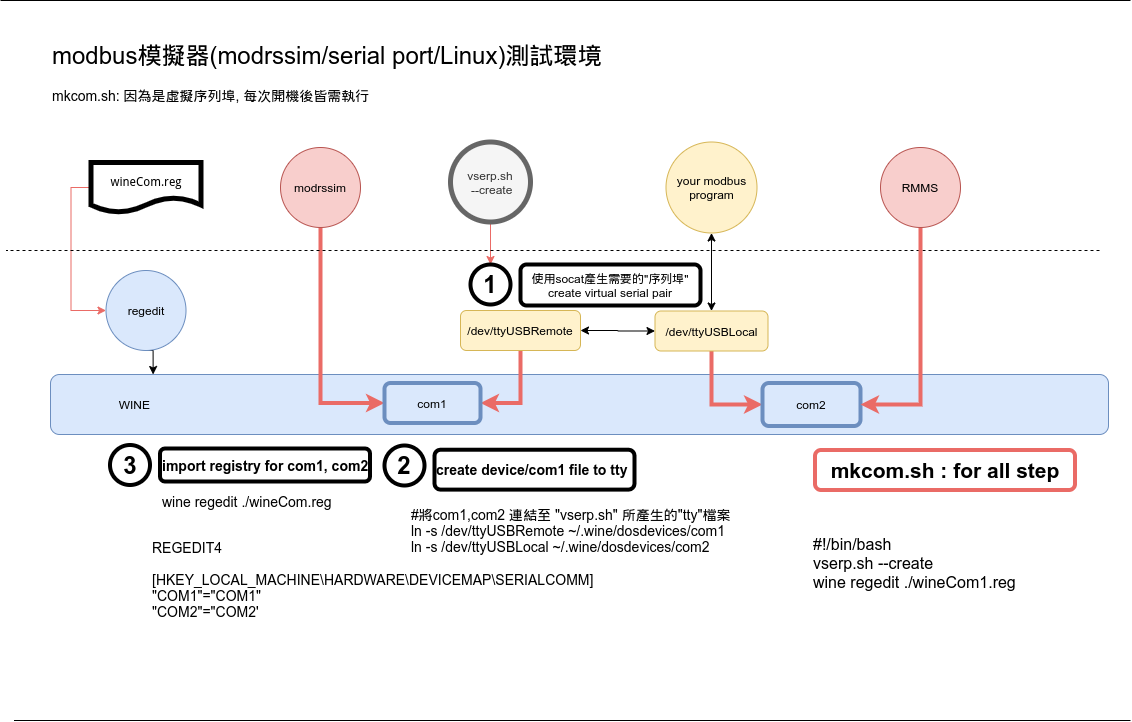 modbus模擬器(modrssim/serial port/Linux)測試環境
mkcom.sh: 因為是虛擬序列埠, 每次開機後皆需執行
wineCom.reg
modrssim
vserp.sh
--create
your modbus
program
RMMS
1
使用socat產生需要的"序列埠"
create virtual serial pair
regedit
/dev/ttyUSBRemote
/dev/ttyUSBLocal
WINE
com1
com2
3
import registry for com1, com2
2
create device/com1 file to tty
mkcom.sh : for all step
wine regedit ./wineCom.reg
#將com1,com2 連結至 "vserp.sh" 所產生的"tty"檔案
ln -s /dev/ttyUSBRemote ~/.wine/dosdevices/com1
ln -s /dev/ttyUSBLocal ~/.wine/dosdevices/com2
REGEDIT4
[HKEY_LOCAL_MACHINE\HARDWARE\DEVICEMAP\SERIALCOMM]
"COM1"="COM1"
"COM2"="COM2'
#!/bin/bash
vserp.sh --create
wine regedit ./wineCom1.reg